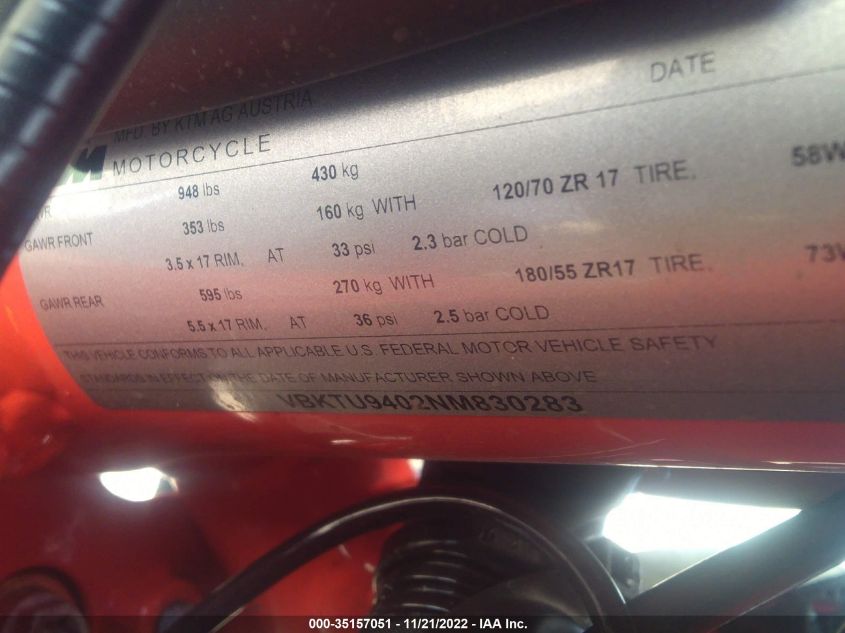 MFD. BY KTM AG AUSTRIA DATE
MOTORCYCLE
948 lbs 430 kg
GAWR FRONT 353 lbs 160 kg WITH 120/70 ZR 17 TIRE, 58W
3.5 x 17 RIM, AT 33 psi 2.3 bar COLD
GAWR REAR 595 lbs 270 kg WITH 180/55 ZR17 TIRE,
5.5 x 17 RIM, AT 36 psi 2.5 bar COLD
THIS VEHICLE CONFORMS TO ALL APPLICABLE U.S. FEDERAL MOTOR VEHICLE SAFETY
STANDARDS IN EFFECT ON THE DATE OF MANUFACTURER SHOWN ABOVE
VBKTU9402NM830283
000-35157051 - 11/21/2022 - IAA Inc.